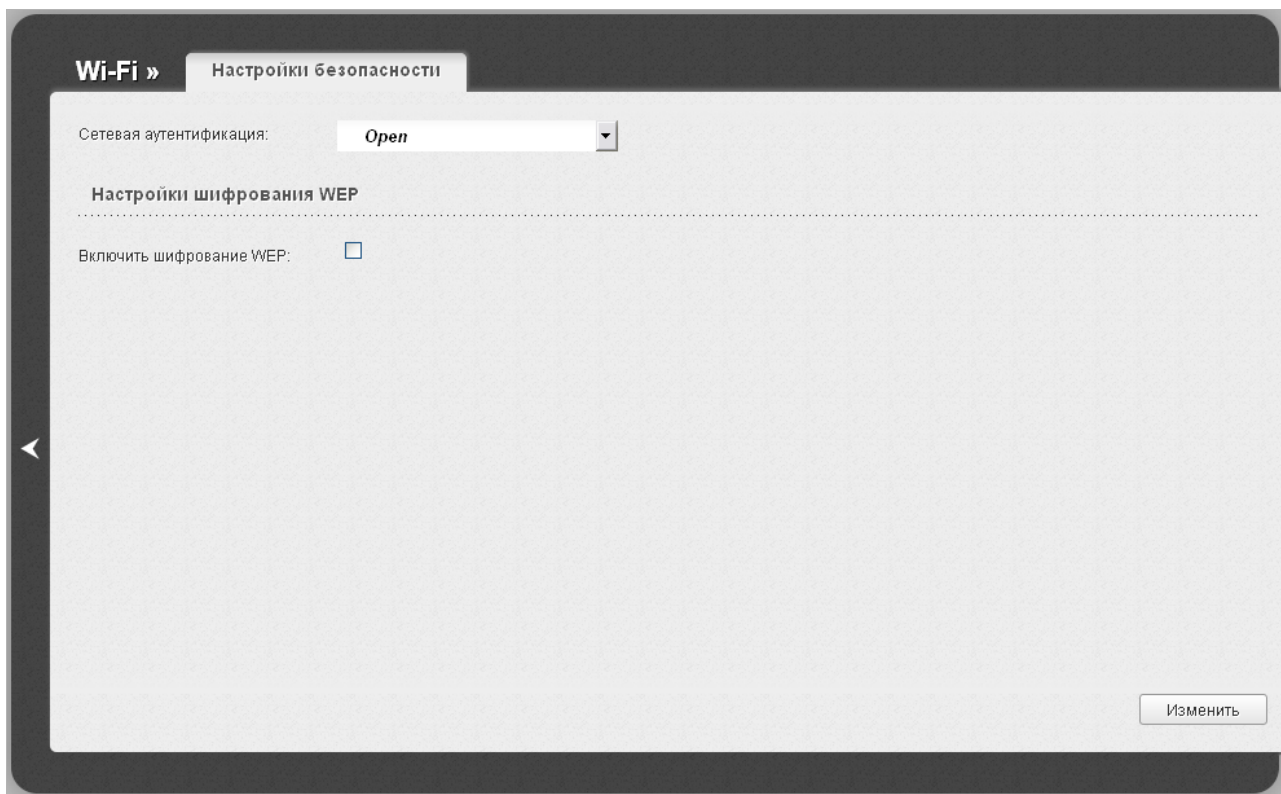 Wi-Fi »
Настройки безопасности
Сетевая аутентификация:
Open
Настройки шифрования WEP
Включить шифрование WEP:
Изменить